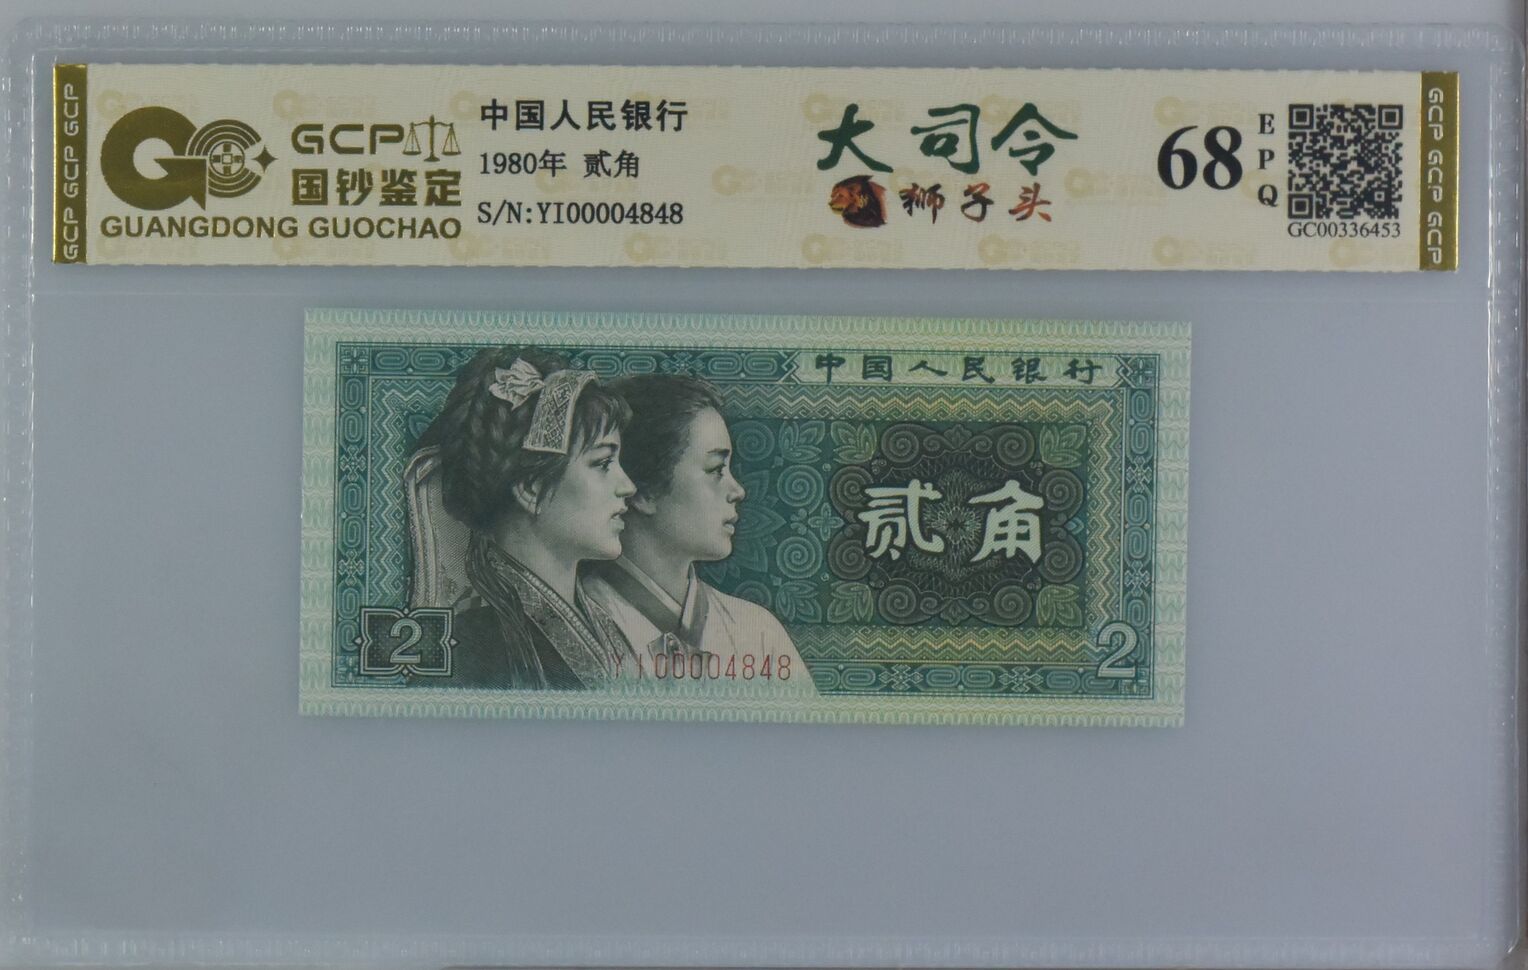 GCP GCP GCP
GCP
国钞鉴定
GUANGDONG GUOCHAO
中国人民银行
1980年 贰角
S/N:YI00004848
大司令
狮子头
68
EPQ
GC00336453
GCP GCP GCP
中国人民银行
贰角
2
YI00004848
2